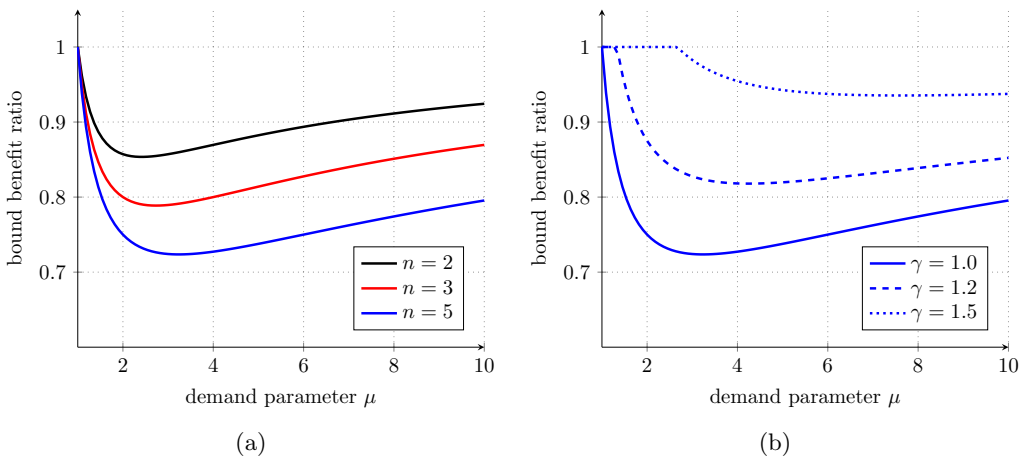 1
0.9
0.8
0.7
2
4
6
8
10
bound benefit ratio
demand parameter μ
n = 2
n = 3
n = 5
(a)
1
0.9
0.8
0.7
2
4
6
8
10
bound benefit ratio
demand parameter μ
γ = 1.0
γ = 1.2
γ = 1.5
(b)